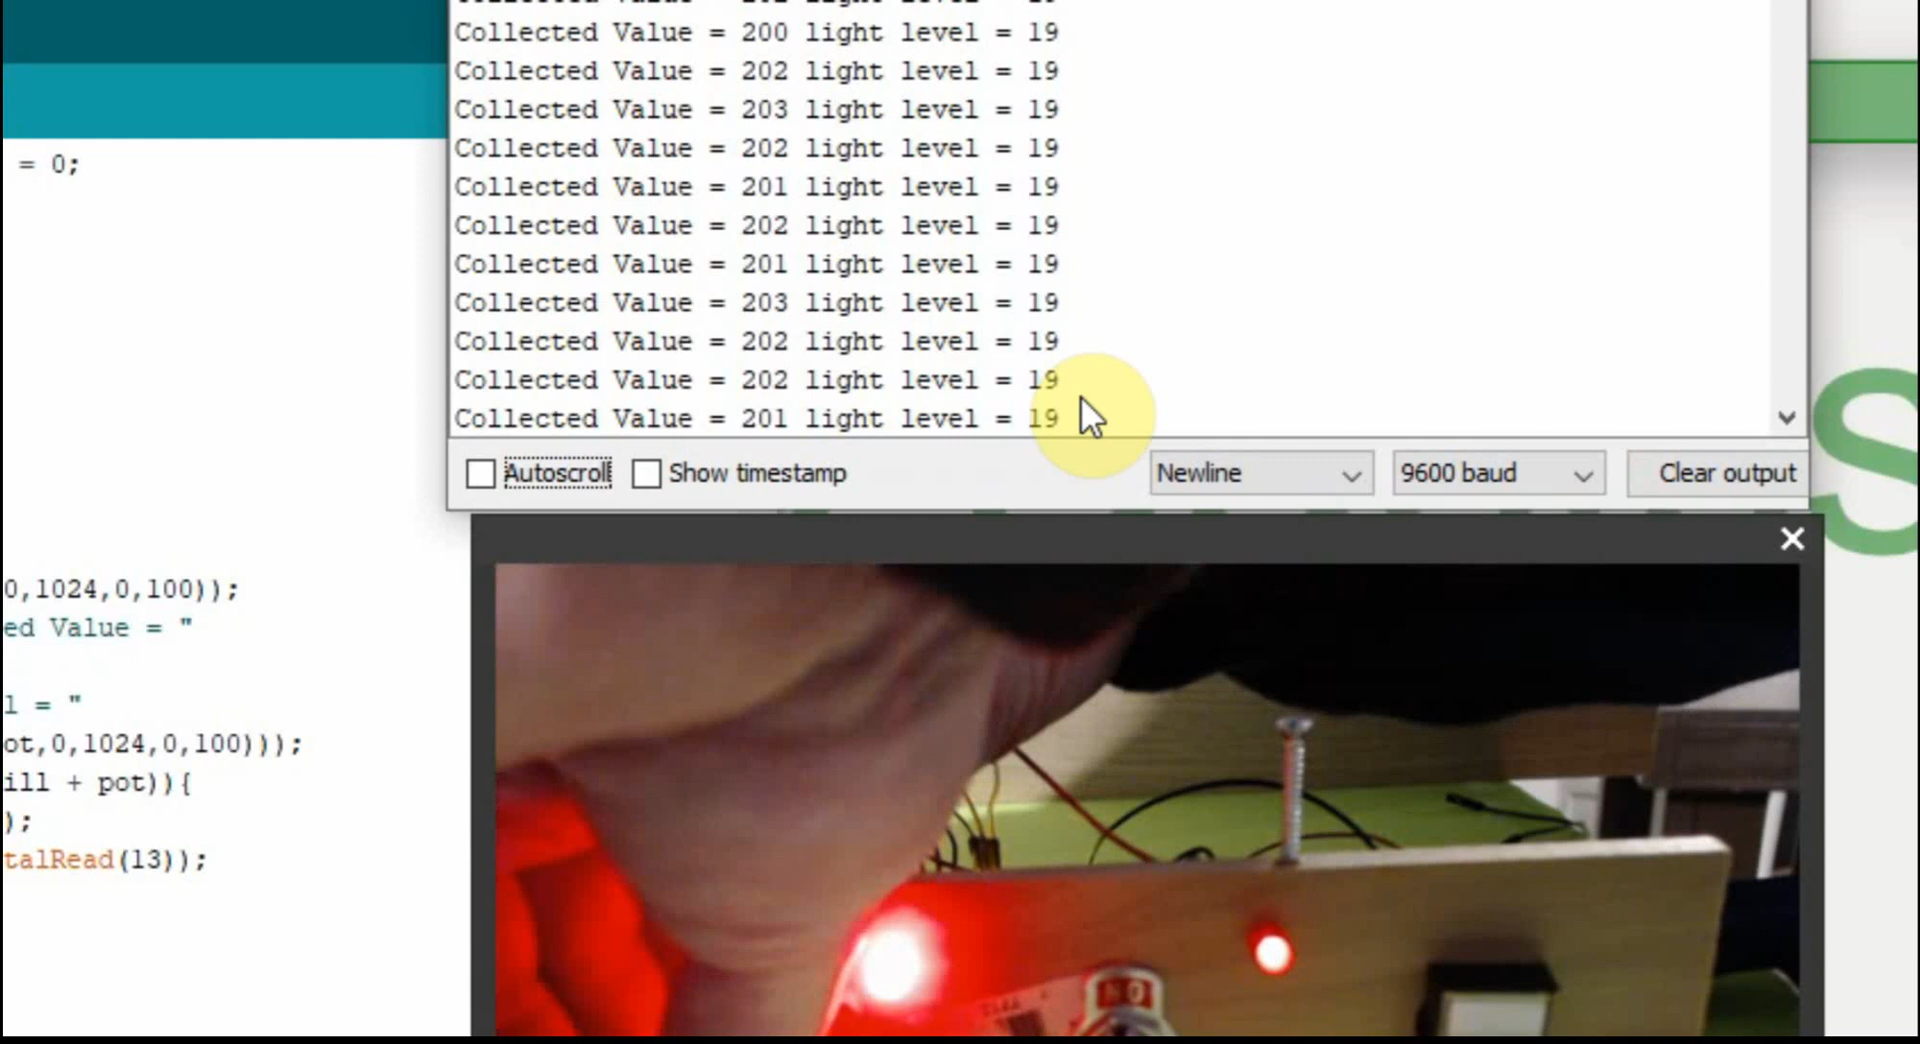 Collected Value = 200 light level = 19
Collected Value = 202 light level = 19
Collected Value = 203 light level = 19
Collected Value = 202 light level = 19
Collected Value = 201 light level = 19
Collected Value = 202 light level = 19
Collected Value = 201 light level = 19
Collected Value = 203 light level = 19
Collected Value = 202 light level = 19
Collected Value = 202 light level = 19
Collected Value = 201 light level = 19
Autoscroll Show timestamp Newline 9600 baud Clear output
= 0;
0,1024,0,100));
ed Value = "
l = "
ot,0,1024,0,100)));
ill + pot)){
);
talRead(13));
S